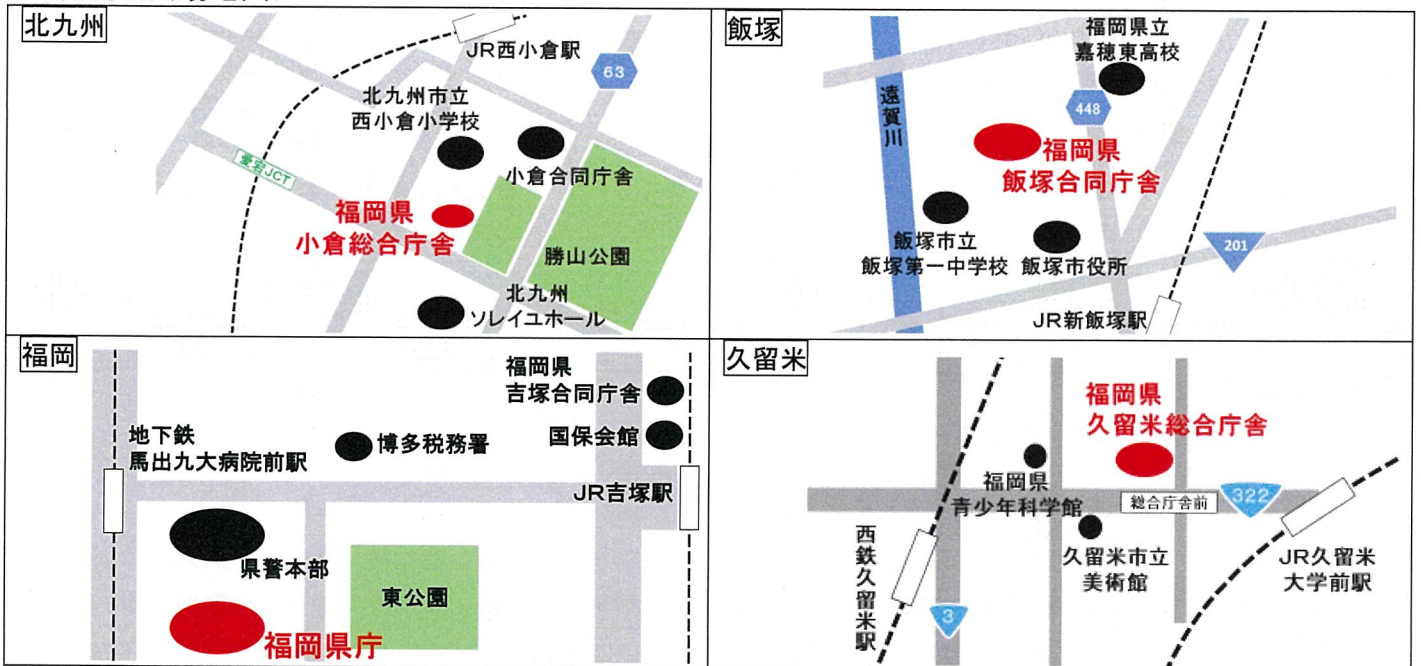 北九州
JR西小倉駅
63
北九州市立
西小倉小学校
小倉合同庁舎
愛宕JCT
福岡県
小倉総合庁舎
勝山公園
北九州
ソレイユホール
飯塚
福岡県立
嘉穂東高校
遠賀川
448
福岡県
飯塚合同庁舎
飯塚市立
飯塚第一中学校
飯塚市役所
201
JR新飯塚駅
福岡
福岡県
吉塚合同庁舎
地下鉄
馬出九大病院前駅
博多税務署
国保会館
JR吉塚駅
県警本部
東公園
福岡県庁
久留米
福岡県
久留米総合庁舎
福岡県
青少年科学館
総合庁舎前
322
西鉄久留米駅
久留米市立
美術館
JR久留米
大学前駅
3